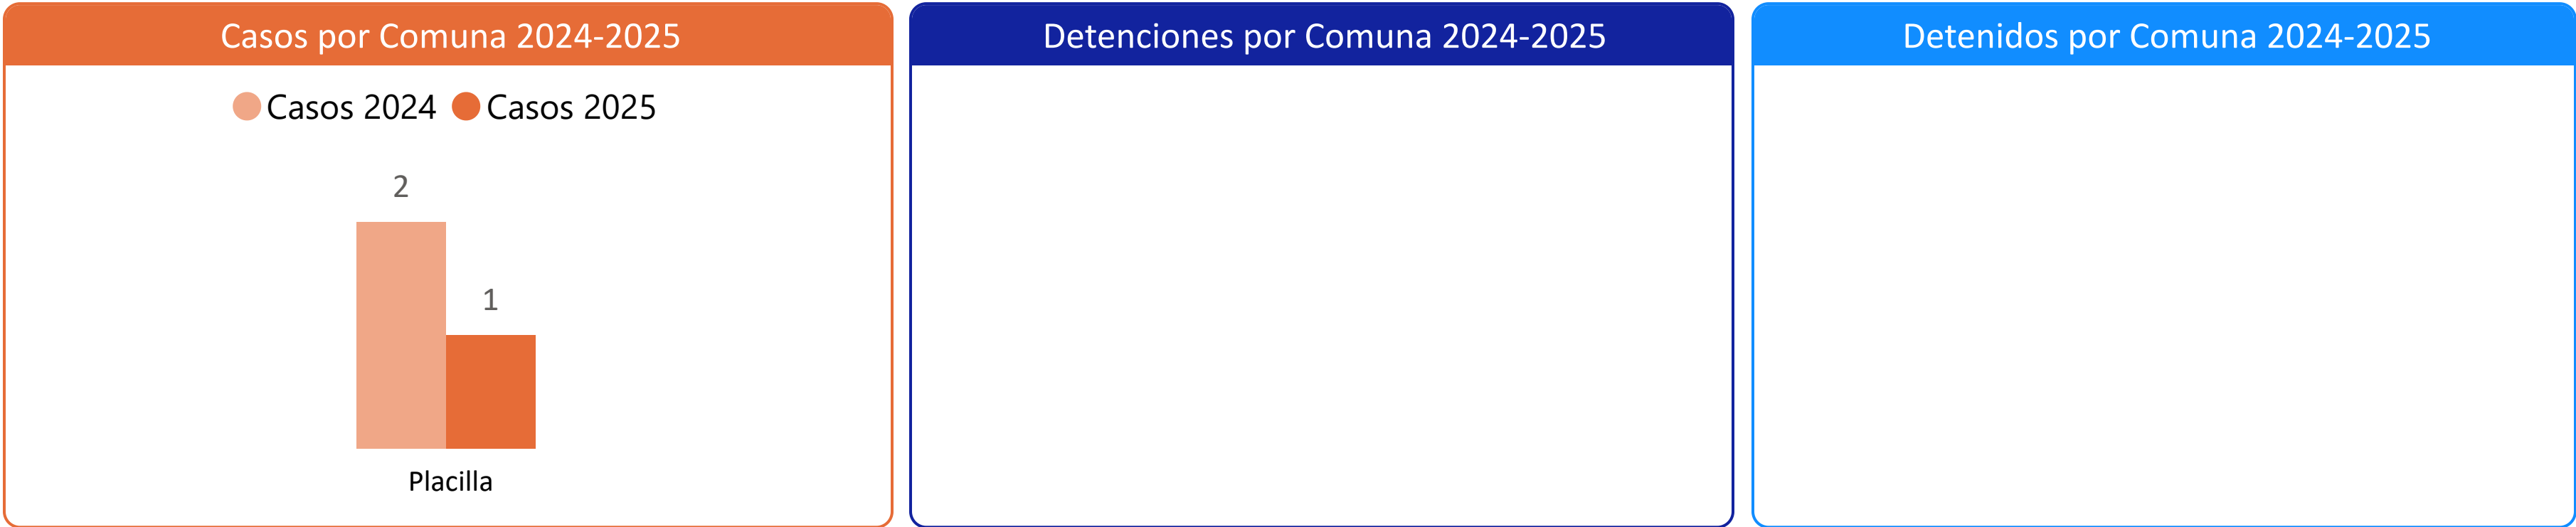 Casos por Comuna 2024-2025
Casos 2024 Casos 2025
2
1
Placilla
Detenciones por Comuna 2024-2025
Detenidos por Comuna 2024-2025